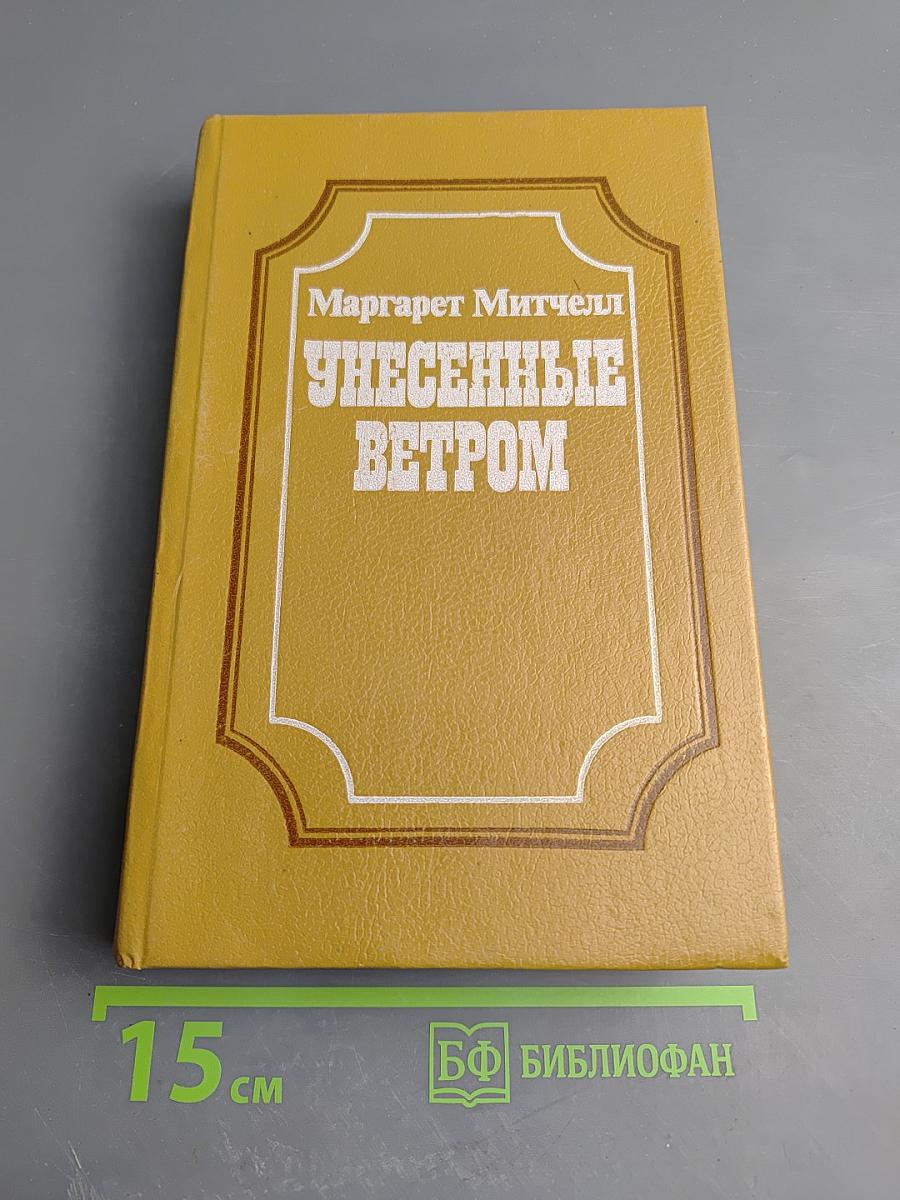 Маргарет Митчелл
УНЕСЕННЫЕ
ВЕТРОМ
15 см
БФ БИБЛИОФАН